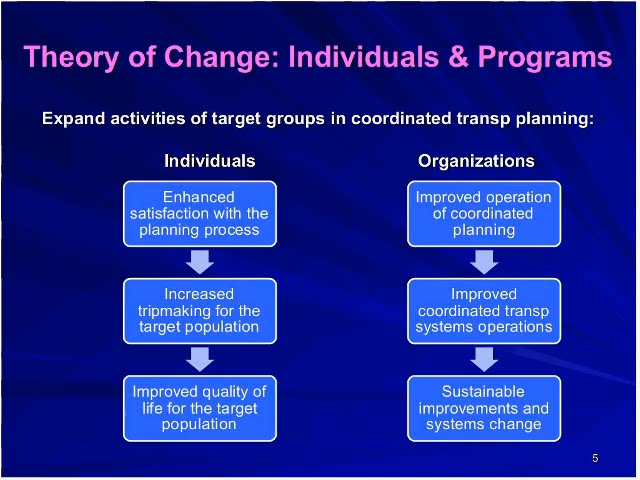 Theory of Change: Individuals & Programs
Expand activities of target groups in coordinated transp planning:
Individuals
Enhanced
satisfaction with the
planning process
Increased
tripmaking for the
target population
Improved quality of
life for the target
population
Organizations
Improved operation
of coordinated
planning
Improved
coordinated transp
systems operations
Sustainable
improvements and
systems change
5